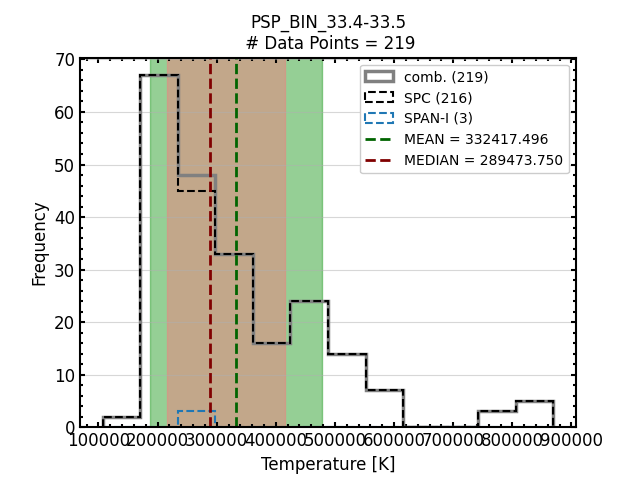 PSP_BIN_33.4-33.5
# Data Points = 219
70
60
50
40
30
20
10
0
Frequency
comb. (219)
SPC (216)
SPAN-I (3)
MEAN = 332417.496
MEDIAN = 289473.750
100000 200000 300000 400000 500000 600000 700000 800000 900000
Temperature [K]